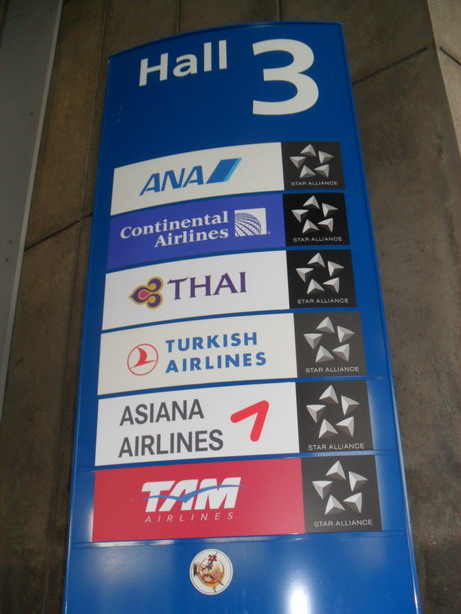 Hall 3
ANA STAR ALLIANCE
Continental
Airlines STAR ALLIANCE
THAI STAR ALLIANCE
TURKISH
AIRLINES STAR ALLIANCE
ASIANA
AIRLINES STAR ALLIANCE
TAM
AIRLINES STAR ALLIANCE